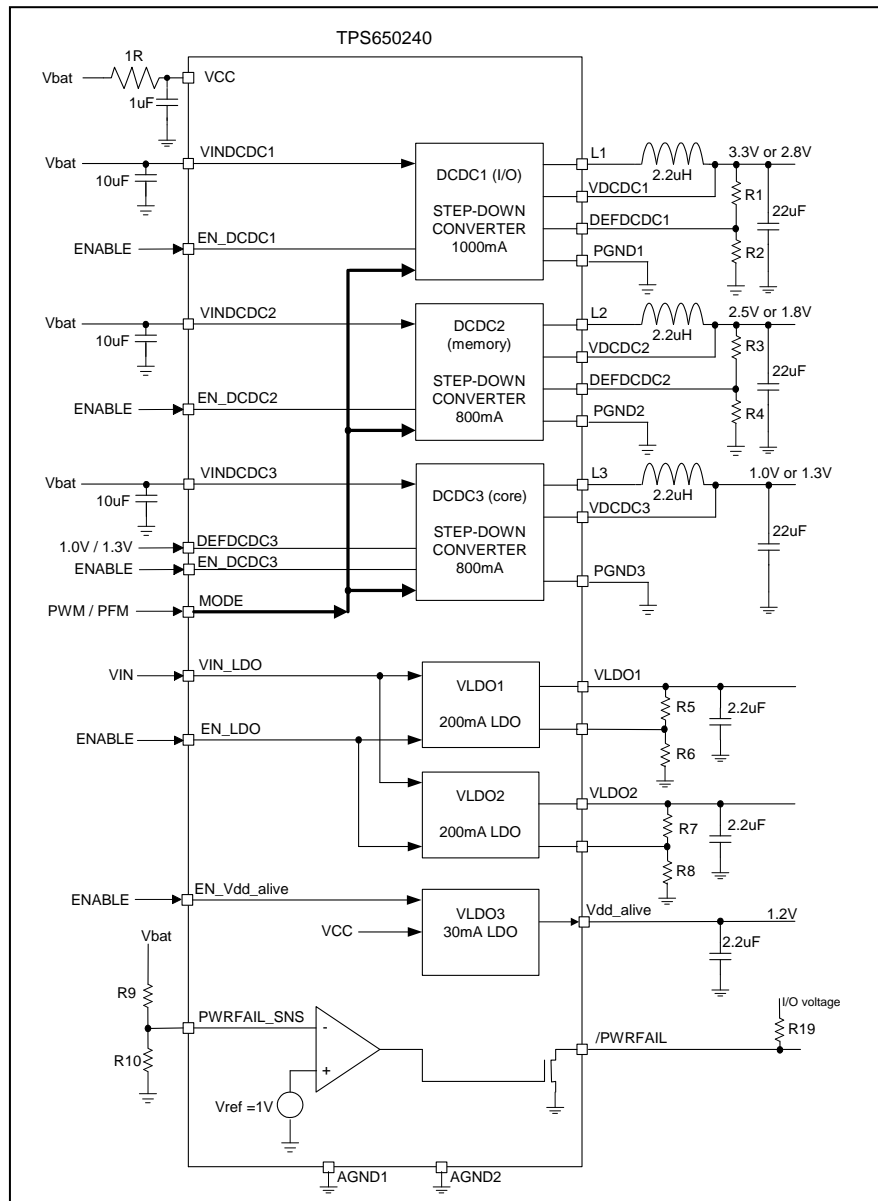 TPS650240
1R
Vbat
VCC
1uF
Vbat
VINDCDC1
10uF
ENABLE
EN_DCDC1
DCDC1 (I/O)
STEP-DOWN
CONVERTER
1000mA
L1
2.2uH
3.3V or 2.8V
VDCDC1
R1
DEFDCDC1
22uF
R2
PGND1
Vbat
VINDCDC2
10uF
ENABLE
EN_DCDC2
DCDC2
(memory)
STEP-DOWN
CONVERTER
800mA
L2
2.2uH
2.5V or 1.8V
VDCDC2
R3
DEFDCDC2
22uF
R4
PGND2
Vbat
VINDCDC3
10uF
1.0V / 1.3V
DEFDCDC3
ENABLE
EN_DCDC3
PWM / PFM
MODE
DCDC3 (core)
STEP-DOWN
CONVERTER
800mA
L3
2.2uH
1.0V or 1.3V
VDCDC3
22uF
PGND3
VIN
VIN_LDO
ENABLE
EN_LDO
VLDO1
200mA LDO
VLDO1
R5
2.2uF
R6
VLDO2
200mA LDO
VLDO2
R7
2.2uF
R8
ENABLE
EN_Vdd_alive
VCC
VLDO3
30mA LDO
Vdd_alive
1.2V
2.2uF
Vbat
R9
PWRFAIL_SNS
R10
-
+
Vref =1V
I/O voltage
R19
/PWRFAIL
AGND1
AGND2